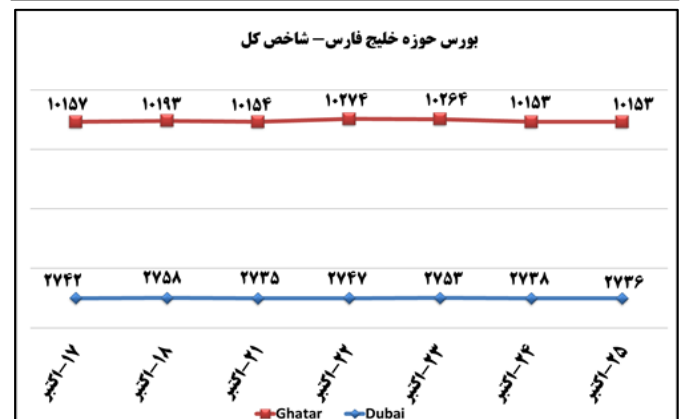 بورس حوزه خلیج فارس– شاخص کل
۱۰۱۵۷ ۱۰۱۹۳ ۱۰۱۵۴ ۱۰۲۷۴ ۱۰۲۶۴ ۱۰۱۵۳ ۱۰۱۵۳
۲۷۴۲ ۲۷۵۸ ۲۷۳۵ ۲۷۴۷ ۲۷۵۳ ۲۷۳۸ ۲۷۳۶
۱۷-اکتبر ۱۸-اکتبر ۲۱-اکتبر ۲۲-اکتبر ۲۳-اکتبر ۲۴-اکتبر ۲۵-اکتبر
Ghatar Dubai